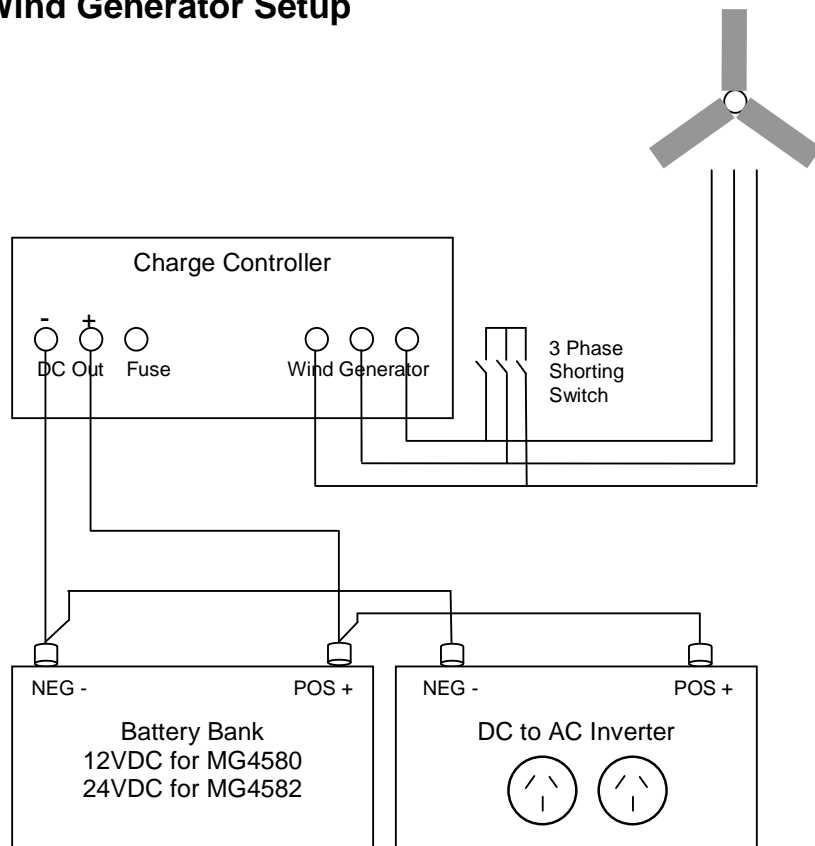 Wind Generator Setup
Charge Controller
- +
DC Out Fuse Wind Generator
3 Phase
Shorting
Switch
NEG - POS + NEG - POS +
Battery Bank
12VDC for MG4580
24VDC for MG4582
DC to AC Inverter